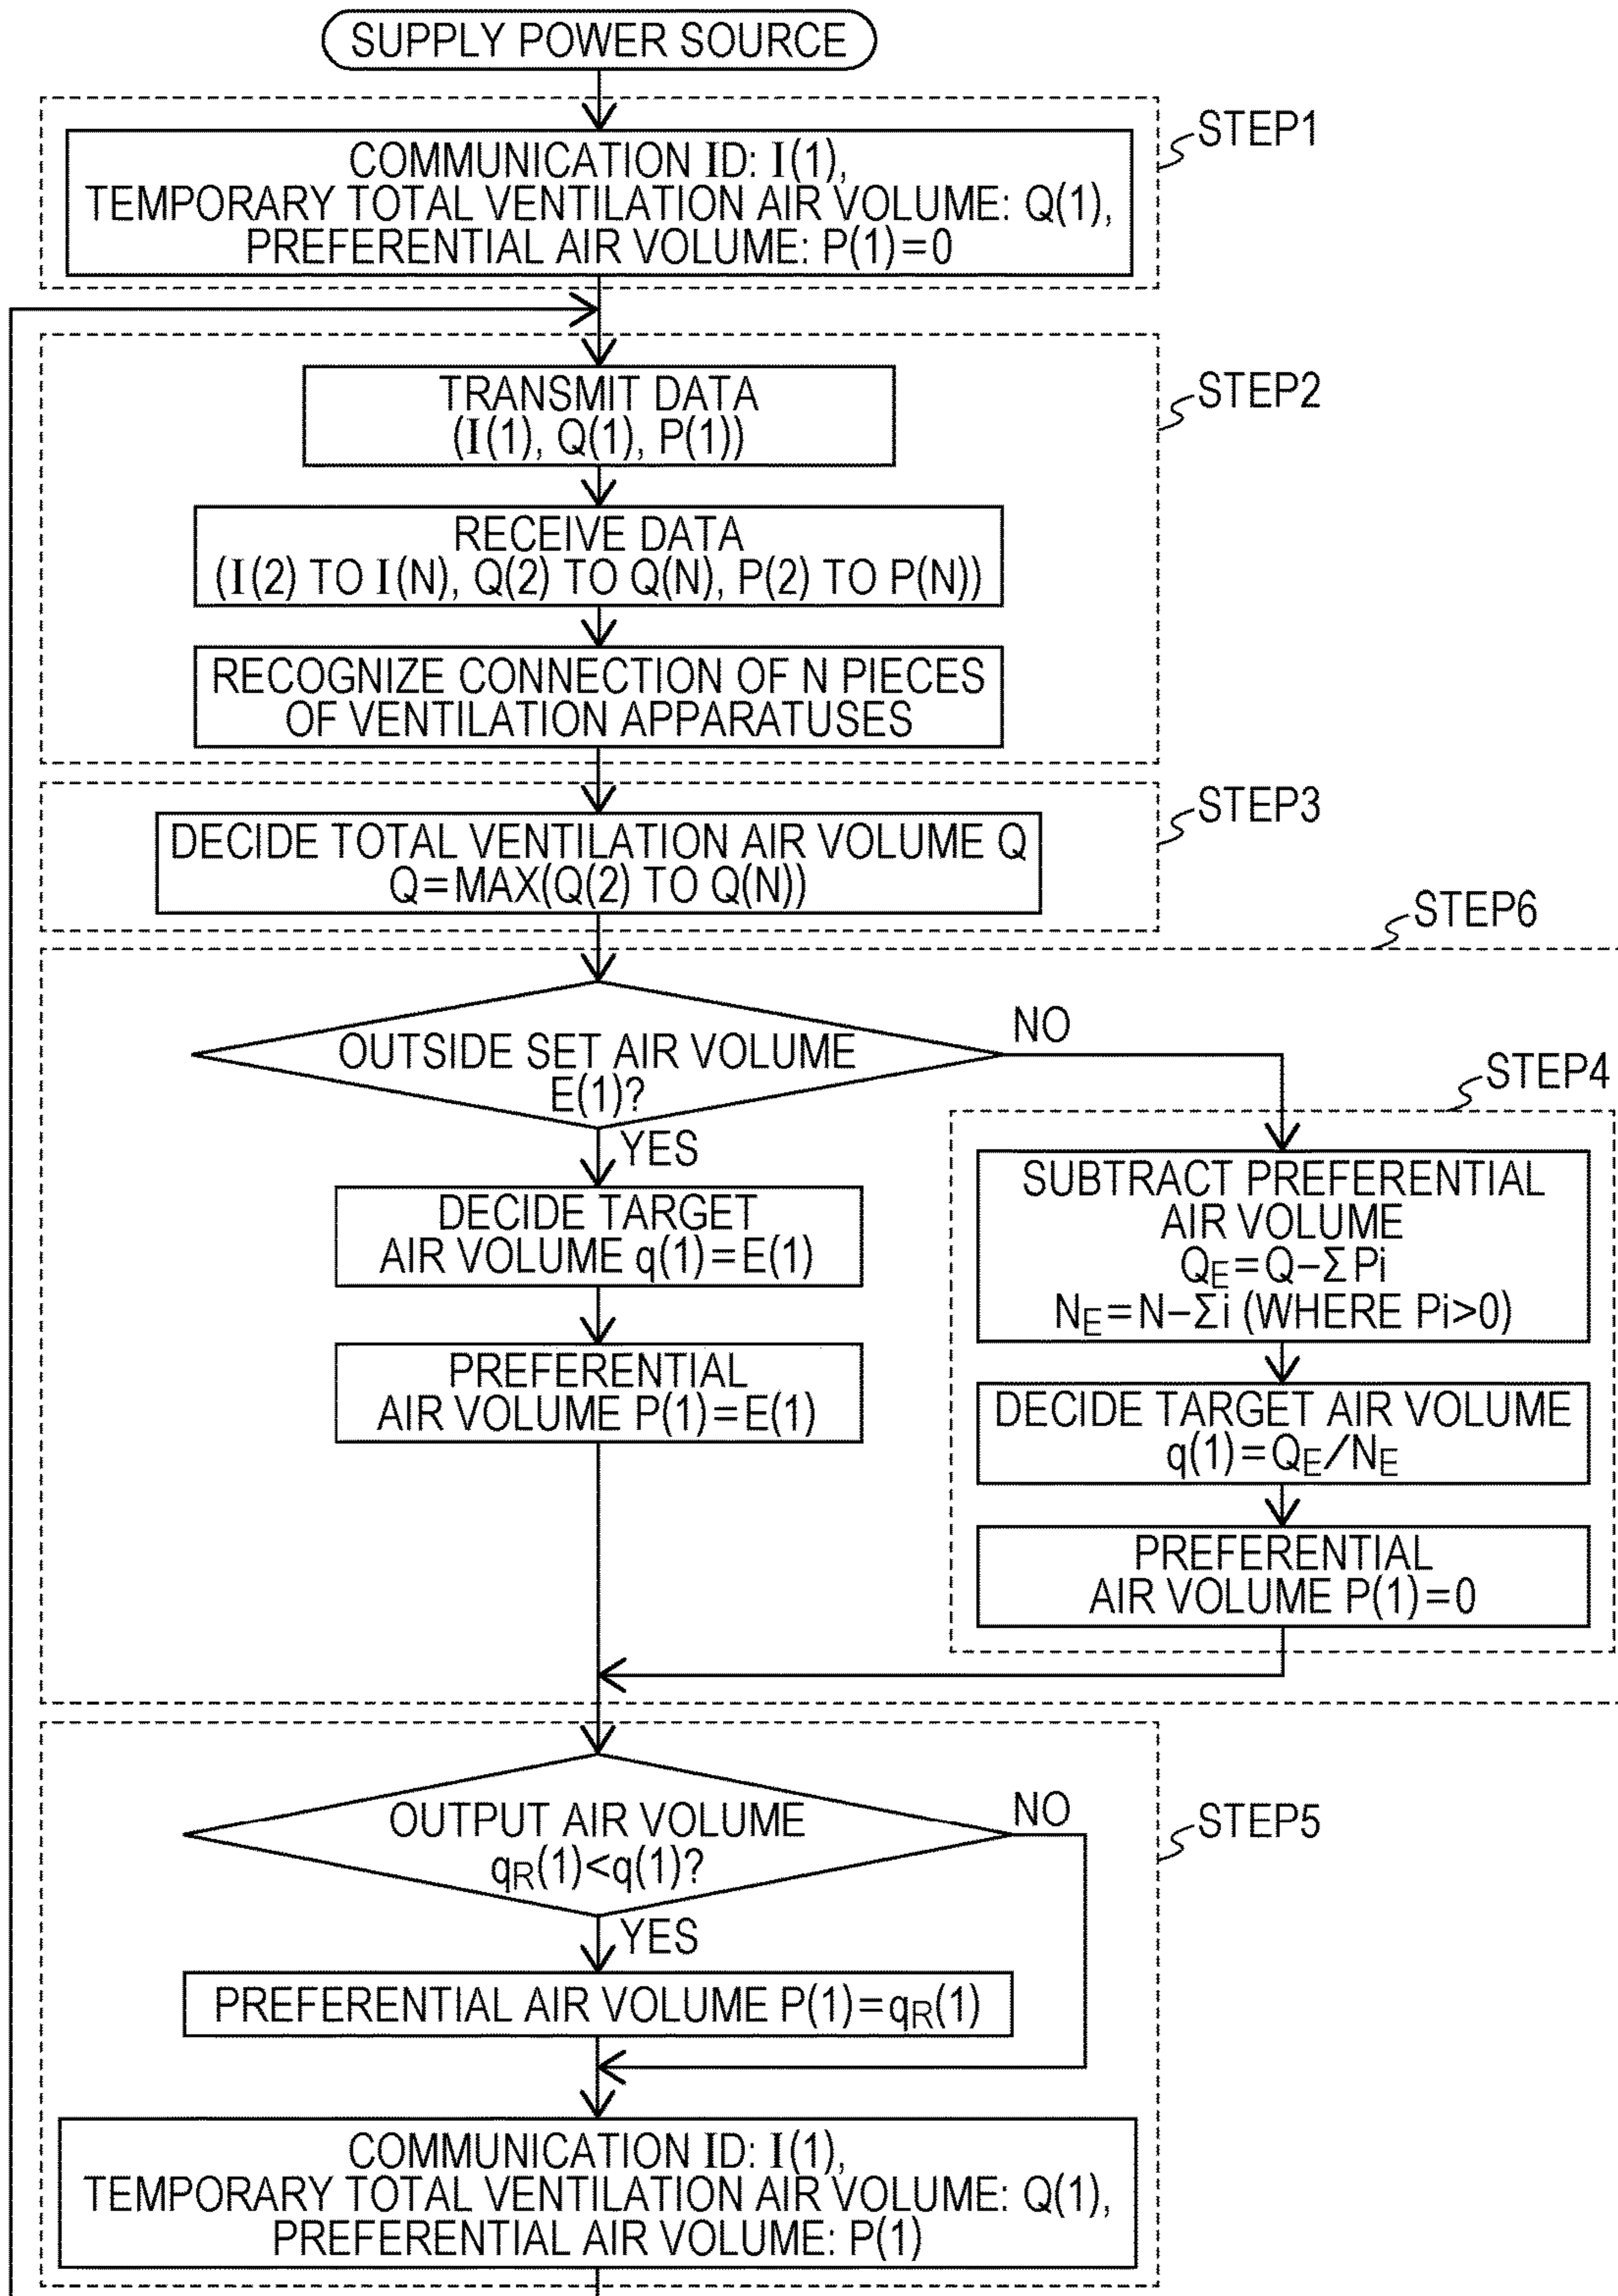 SUPPLY POWER SOURCE
STEP1
COMMUNICATION ID: I(1),
TEMPORARY TOTAL VENTILATION AIR VOLUME: Q(1),
PREFERENTIAL AIR VOLUME: P(1)=0
STEP2
TRANSMIT DATA
(I(1), Q(1), P(1))
RECEIVE DATA
(I(2) TO I(N), Q(2) TO Q(N), P(2) TO P(N))
RECOGNIZE CONNECTION OF N PIECES
OF VENTILATION APPARATUSES
STEP3
DECIDE TOTAL VENTILATION AIR VOLUME Q
Q=MAX(Q(2) TO Q(N))
STEP6
OUTSIDE SET AIR VOLUME
E(1)?
NO
YES
DECIDE TARGET
AIR VOLUME q(1)=E(1)
PREFERENTIAL
AIR VOLUME P(1)=E(1)
STEP4
SUBTRACT PREFERENTIAL
AIR VOLUME
QE=Q−ΣPi
NE=N−Σi (WHERE Pi>0)
DECIDE TARGET AIR VOLUME
q(1)=QE/NE
PREFERENTIAL
AIR VOLUME P(1)=0
STEP5
OUTPUT AIR VOLUME
qR(1)<q(1)?
NO
YES
PREFERENTIAL AIR VOLUME P(1)=qR(1)
COMMUNICATION ID: I(1),
TEMPORARY TOTAL VENTILATION AIR VOLUME: Q(1),
PREFERENTIAL AIR VOLUME: P(1)